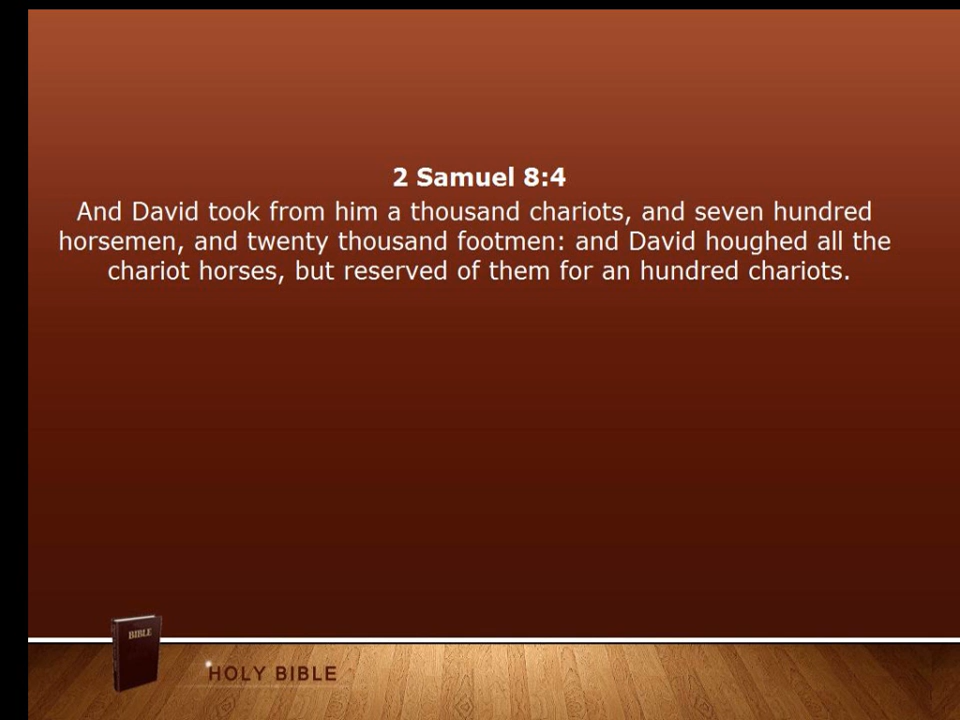 2 Samuel 8:4
And David took from him a thousand chariots, and seven hundred
horsemen, and twenty thousand footmen: and David houghed all the
chariot horses, but reserved of them for an hundred chariots.
BIBLE
HOLY BIBLE